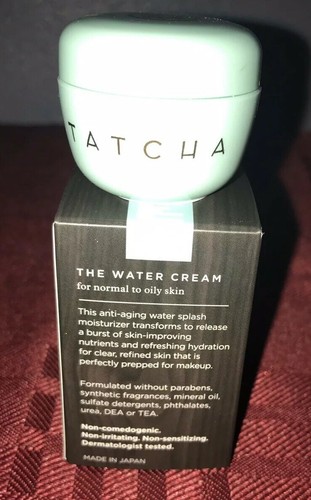 TATCHA
THE WATER CREAM
for normal to oily skin
This anti-aging water splash
moisturizer transforms to release
a burst of skin-improving
nutrients and refreshing hydration
for clear, refined skin that is
perfectly prepped for makeup.
Formulated without parabens,
synthetic fragrances, mineral oil,
sulfate detergents, phthalates,
urea, DEA or TEA.
Non-comedogenic.
Non-irritating. Non-sensitizing.
Dermatologist tested.
MADE IN JAPAN